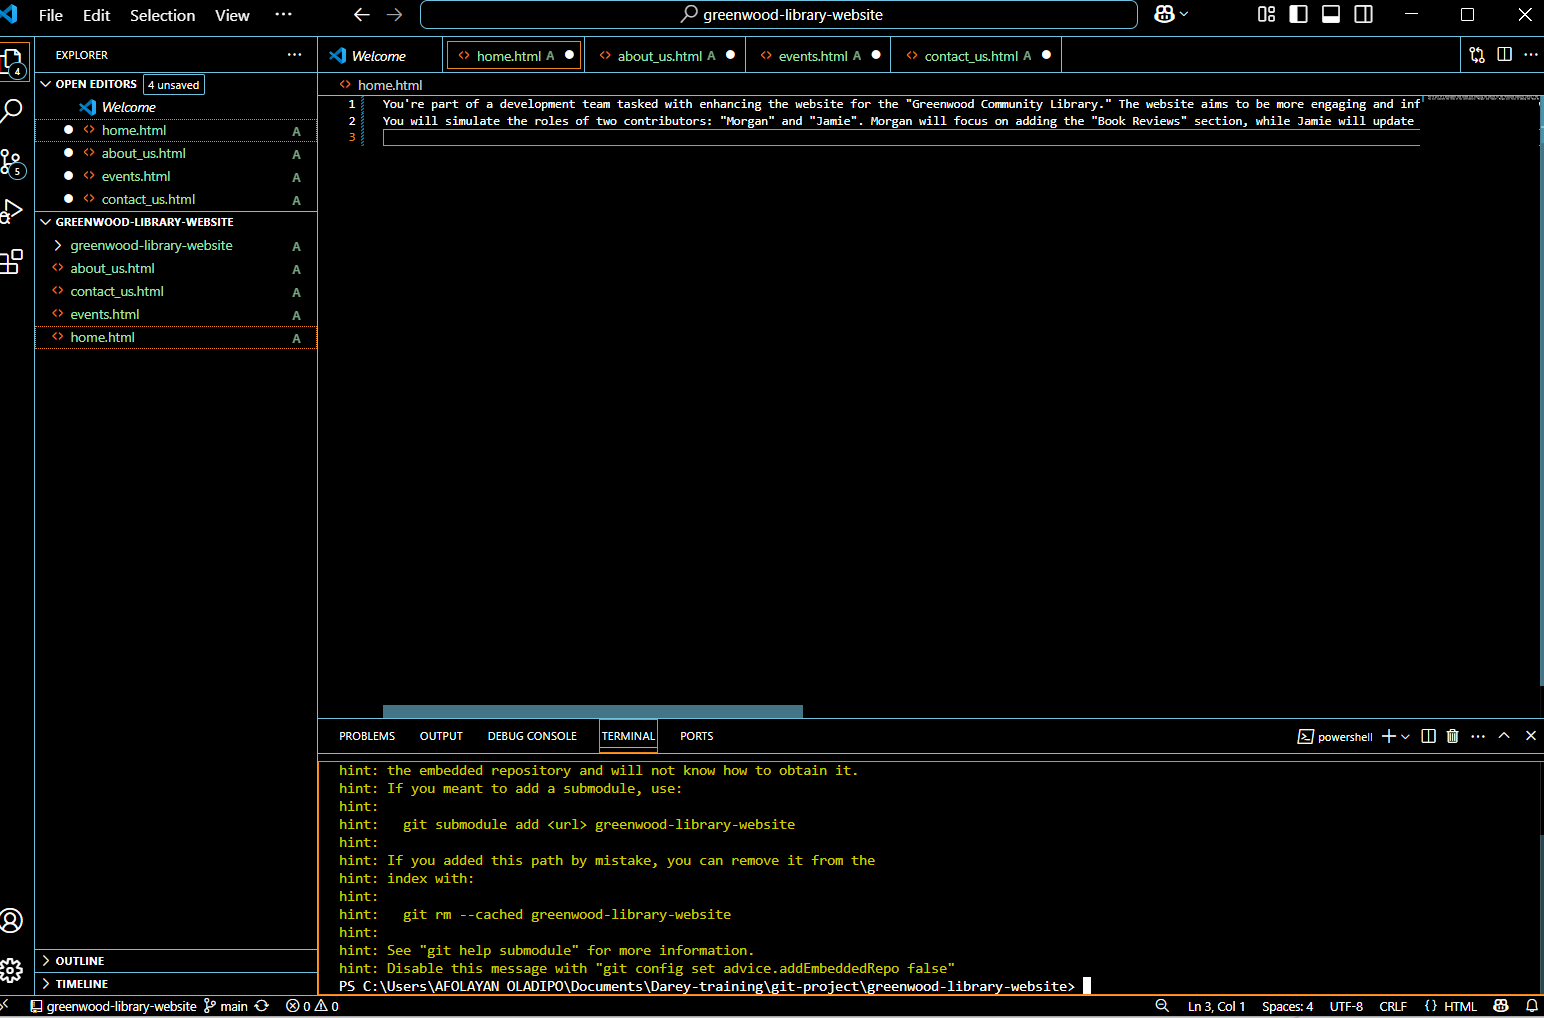 File Edit Selection View ··· greenwood-library-website
EXPLORER ···
OPEN EDITORS 4 unsaved
Welcome
home.html A
about_us.html A
events.html A
contact_us.html A
GREENWOOD-LIBRARY-WEBSITE
greenwood-library-website A
about_us.html A
contact_us.html A
events.html A
home.html A
OUTLINE
TIMELINE
4
5
Welcome home.html A about_us.html A events.html A contact_us.html A
home.html
1 You're part of a development team tasked with enhancing the website for the "Greenwood Community Library." The website aims to be more engaging and inf
2 You will simulate the roles of two contributors: "Morgan" and "Jamie". Morgan will focus on adding the "Book Reviews" section, while Jamie will update
3
PROBLEMS OUTPUT DEBUG CONSOLE TERMINAL PORTS powershell
hint: the embedded repository and will not know how to obtain it.
hint: If you meant to add a submodule, use:
hint:
hint: git submodule add <url> greenwood-library-website
hint:
hint: If you added this path by mistake, you can remove it from the
hint: index with:
hint:
hint: git rm --cached greenwood-library-website
hint:
hint: See "git help submodule" for more information.
hint: Disable this message with "git config set advice.addEmbeddedRepo false"
PS C:\Users\AFOLAYAN OLADIPO\Documents\Darey-training\git-project\greenwood-library-website>
greenwood-library-website main 0 0 Ln 3, Col 1 Spaces: 4 UTF-8 CRLF {} HTML